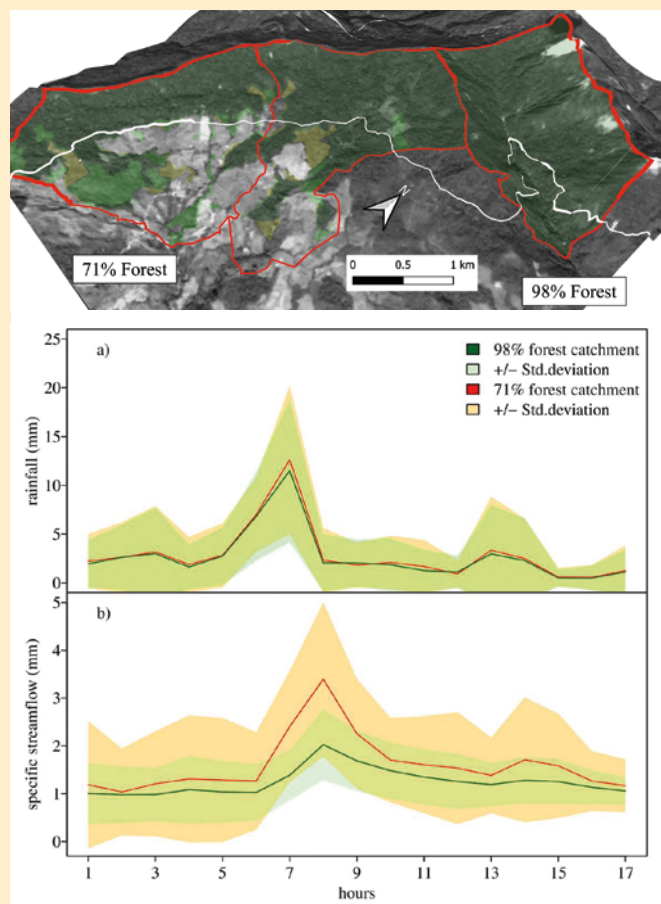 N
0 0.5 1 km
71% Forest
98% Forest
a)
98% forest catchment
+/− Std.deviation
71% forest catchment
+/− Std.deviation
rainfall (mm)
25
20
15
10
5
0
b)
specific streamflow (mm)
5
4
3
2
1
0
1 3 5 7 9 11 13 15 17
hours